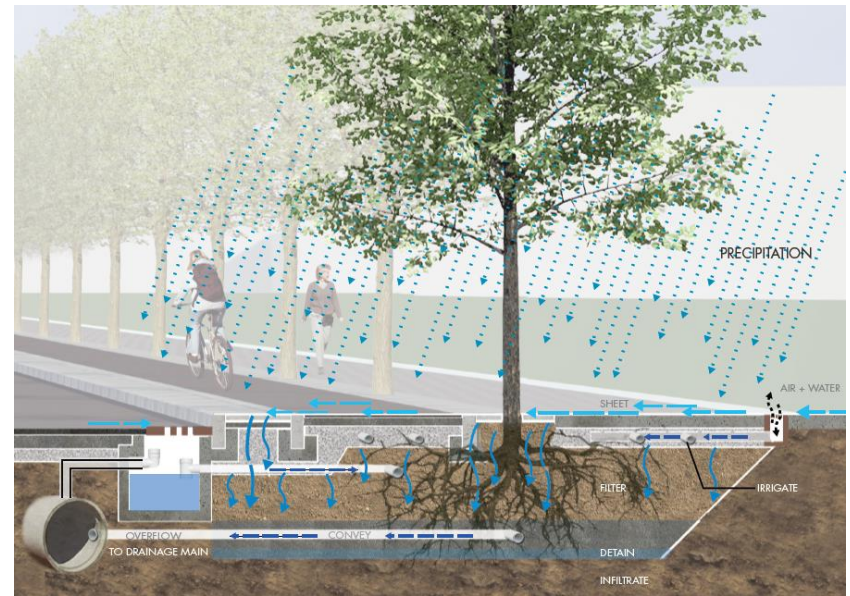 PRECIPITATION
AIR + WATER
SHEET
FILTER
IRRIGATE
OVERFLOW
CONVEY
TO DRAINAGE MAIN
DETAIN
INFILTRATE